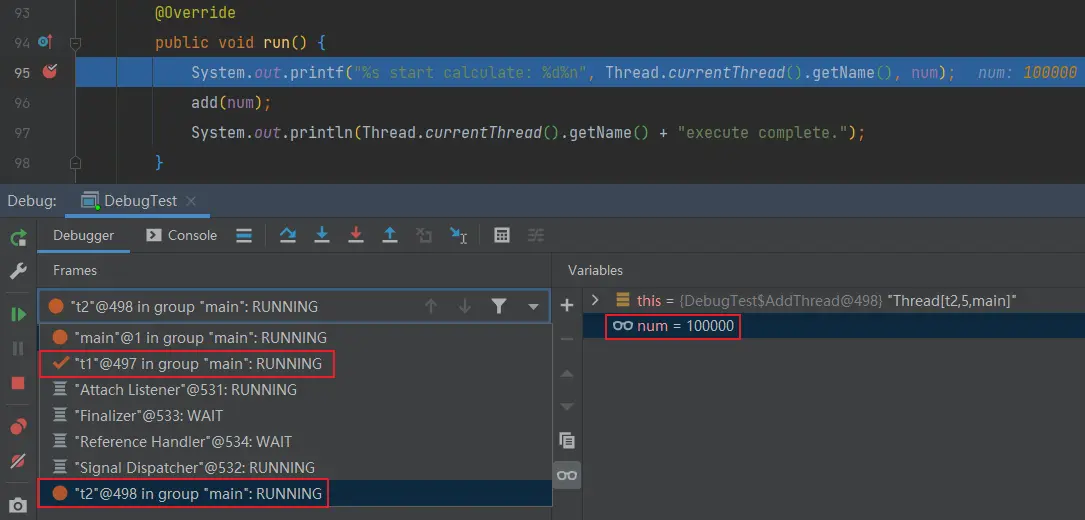 93 @Override
94 public void run() {
95 System.out.printf("%s start calculate: %d%n", Thread.currentThread().getName(), num); num: 100000
96 add(num);
97 System.out.println(Thread.currentThread().getName() + "execute complete.");
98 }
Debug: DebugTest
Debugger Console
Frames Variables
"t2"@498 in group "main": RUNNING
this = {DebugTest$AddThread@498} "Thread[t2,5,main]"
"main"@1 in group "main": RUNNING
num = 100000
"t1"@497 in group "main": RUNNING
"Attach Listener"@531: RUNNING
"Finalizer"@533: WAIT
"Reference Handler"@534: WAIT
"Signal Dispatcher"@532: RUNNING
"t2"@498 in group "main": RUNNING